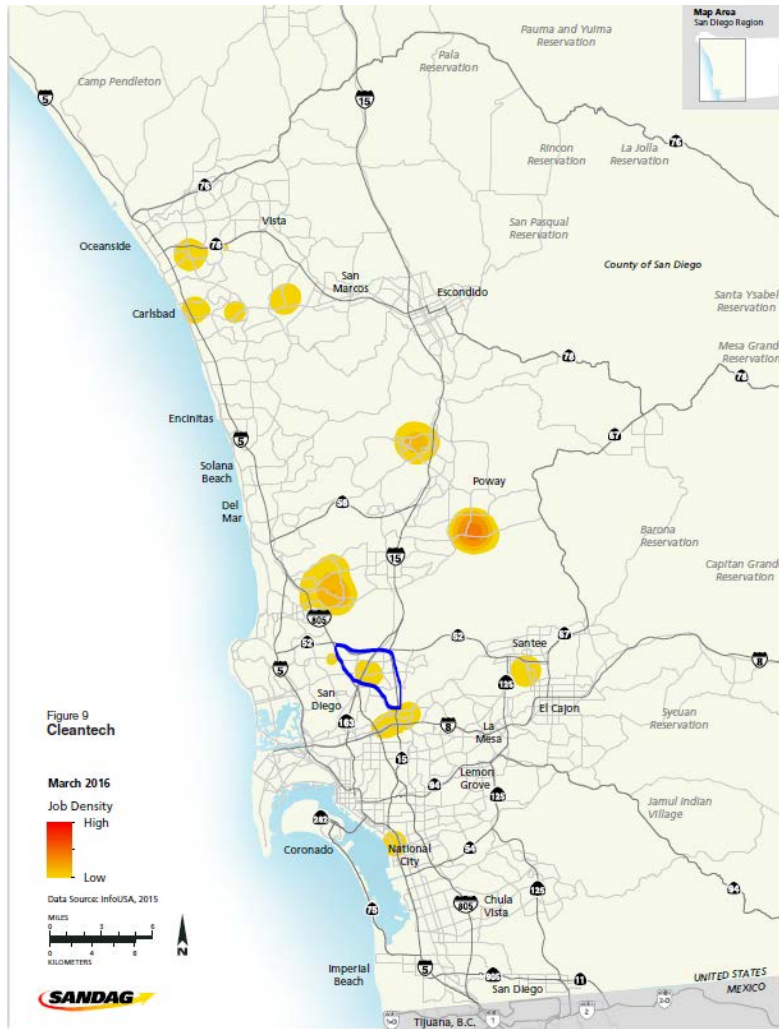 Map Area
San Diego Region
Pauma and Yuima
Reservation
Pala
Reservation
Camp Pendleton
5
15
76
Rincon
Reservation
La Jolla
Reservation
76
San Pasqual
Reservation
Vista
Oceanside
78
County of San Diego
San
Marcos
Escondido
Santa Ysabel
Reservation
Carlsbad
Mesa Grande
Reservation
78
78
Encinitas
5
67
Solana
Beach
Poway
Del
Mar
56
Barona
Reservation
15
Capitan Grande
Reservation
805
52
52
Santee
67
5
8
125
San
Diego
El Cajon
163
8
La
Mesa
Sycuan
Reservation
15
Lemon
Grove
94
125
Jamul Indian
Village
282
Coronado
National
City
54
125
94
75
805
Chula
Vista
Imperial
Beach
5
905
San Diego
11
UNITED STATES
MEXICO
Tijuana, B.C.
1-D
1
2
2-D
Figure 9
Cleantech
March 2016
Job Density
High
Low
Data Source: InfoUSA, 2015
MILES
0 3 6
0 4 8
KILOMETERS
N
SANDAG